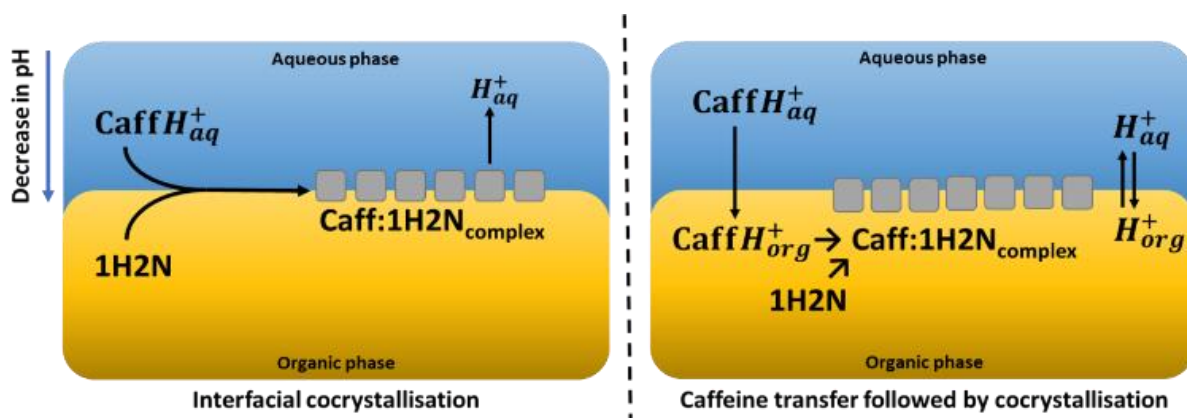 Decrease in pH
Aqueous phase
CaffH⁺aq
H⁺aq
Caff:1H2Ncomplex
1H2N
Organic phase
Interfacial cocrystallisation
Aqueous phase
CaffH⁺aq
H⁺aq
CaffH⁺org
Caff:1H2Ncomplex
H⁺org
1H2N
Organic phase
Caffeine transfer followed by cocrystallisation